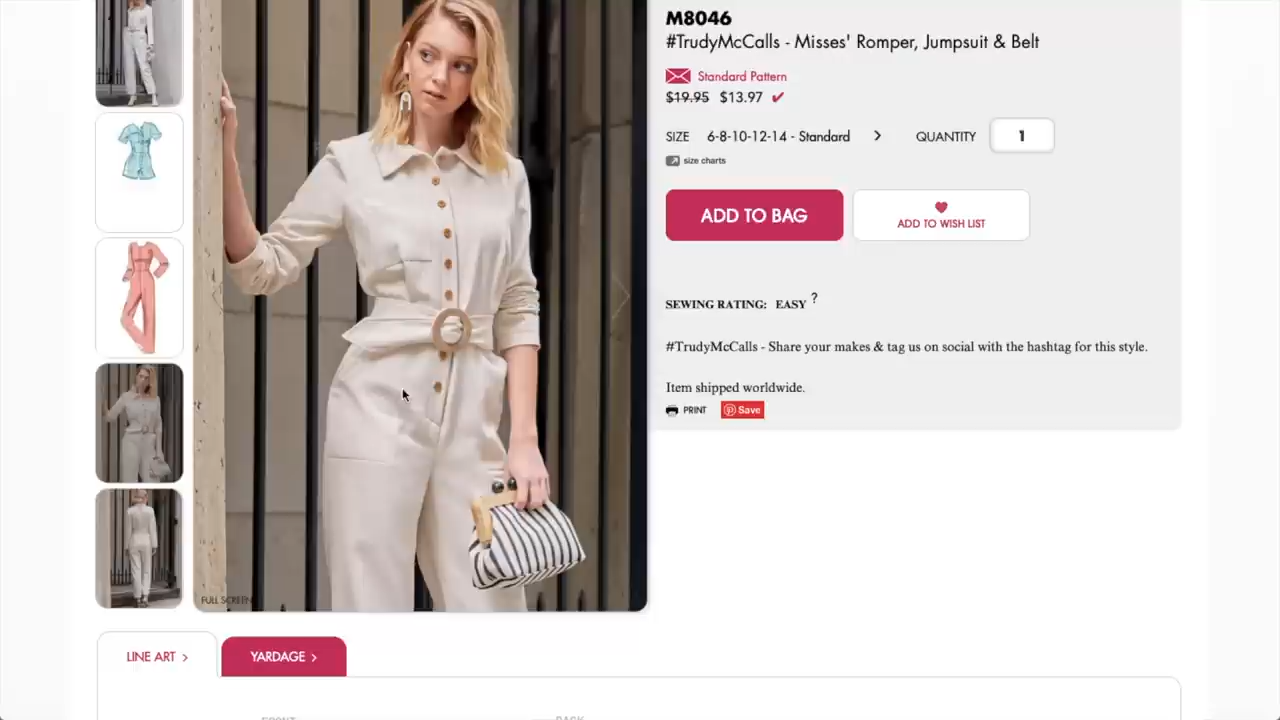 M8046
#TrudyMcCalls - Misses' Romper, Jumpsuit & Belt
Standard Pattern
$19.95 $13.97
SIZE 6-8-10-12-14 - Standard > QUANTITY 1
size charts
ADD TO BAG
ADD TO WISH LIST
SEWING RATING: EASY ?
#TrudyMcCalls - Share your makes & tag us on social with the hashtag for this style.
Item shipped worldwide.
PRINT Save
FULL SCREEN
LINE ART > YARDAGE >
FRONT BACK